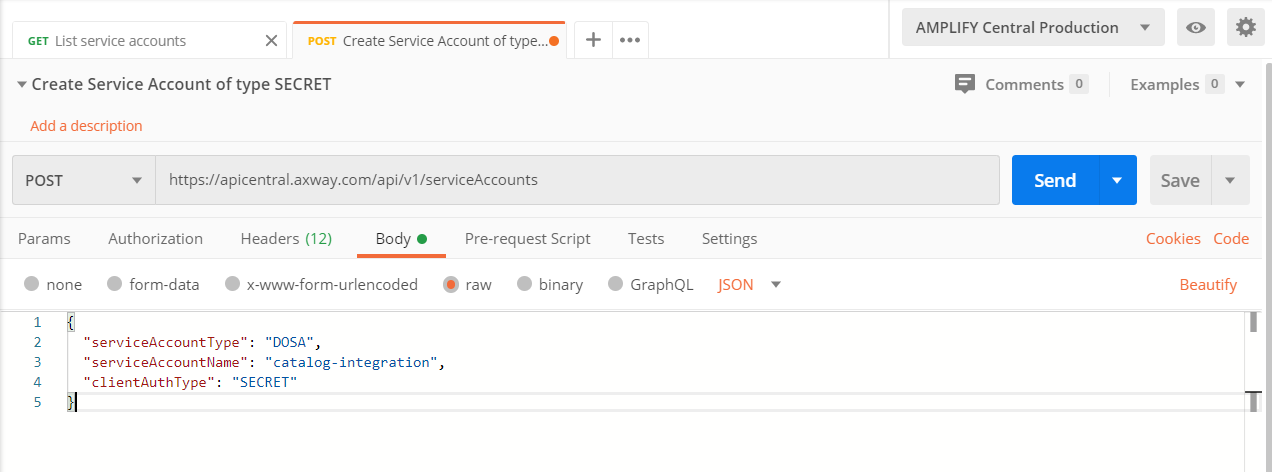 GET List service accounts
POST Create Service Account of type...
AMPLIFY Central Production
Create Service Account of type SECRET
Comments 0
Examples 0
Add a description
POST
https://apicentral.axway.com/api/v1/serviceAccounts
Send
Save
Params
Authorization
Headers (12)
Body
Pre-request Script
Tests
Settings
Cookies
Code
none
form-data
x-www-form-urlencoded
raw
binary
GraphQL
JSON
Beautify
1 {
2 "serviceAccountType": "DOSA",
3 "serviceAccountName": "catalog-integration",
4 "clientAuthType": "SECRET"
5 }